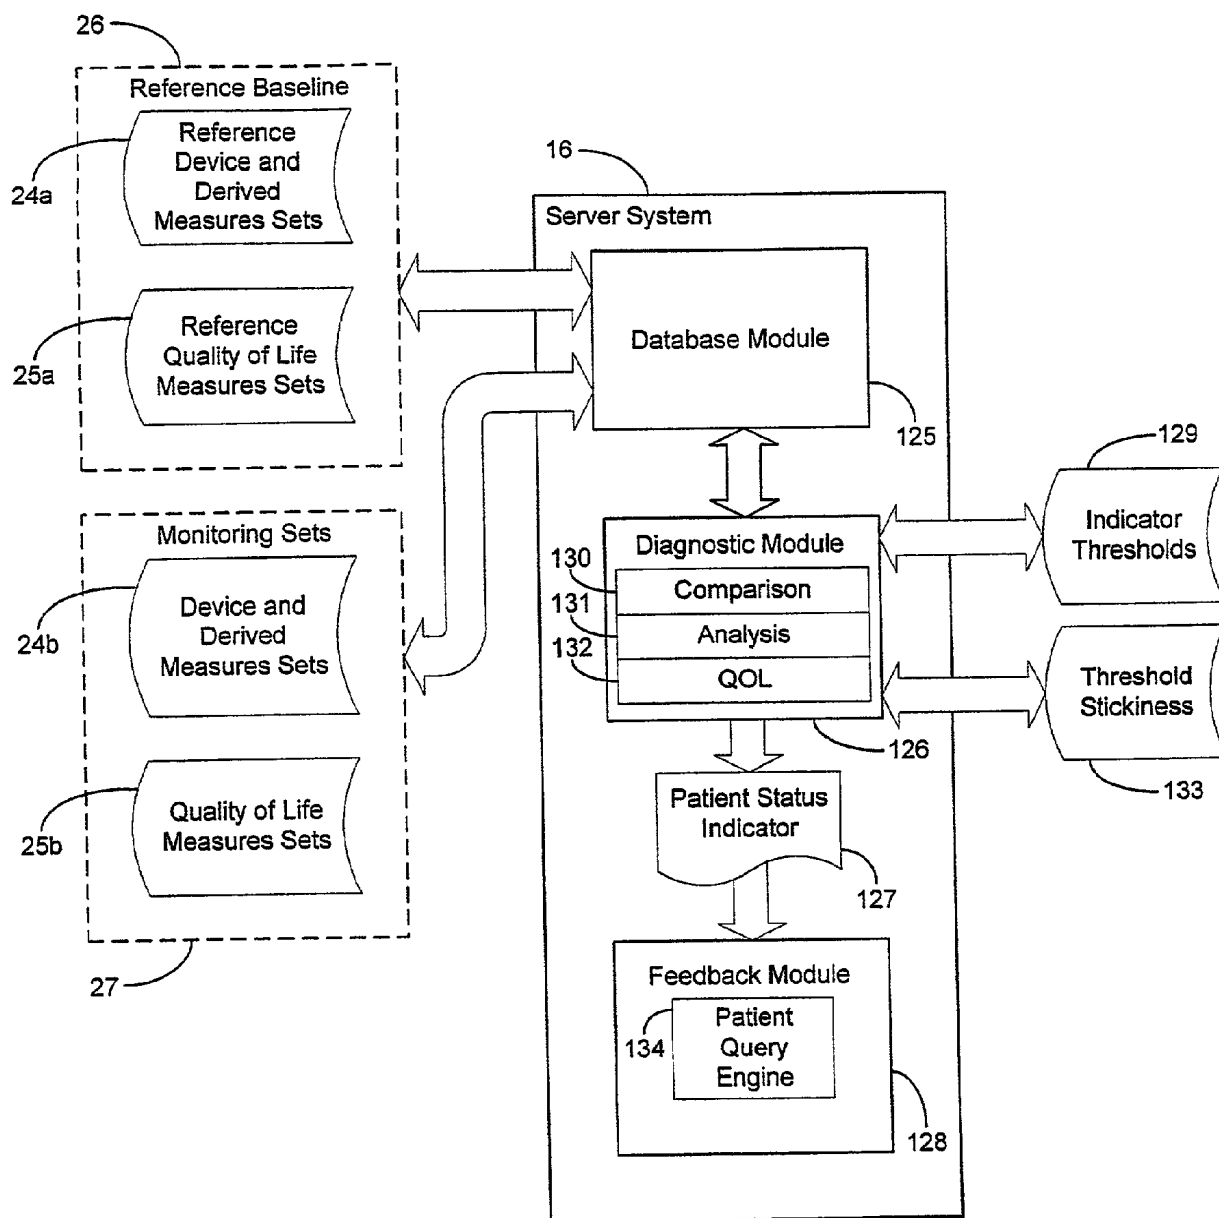 26
Reference Baseline
Reference
Device and
Derived
Measures Sets
24a
Reference
Quality of Life
Measures Sets
25a
Monitoring Sets
Device and
Derived
Measures Sets
24b
Quality of Life
Measures Sets
25b
27
16
Server System
Database Module
125
Diagnostic Module
130
Comparison
131
Analysis
132
QOL
126
129
Indicator
Thresholds
Threshold
Stickiness
133
Patient Status
Indicator
127
Feedback Module
134
Patient
Query
Engine
128